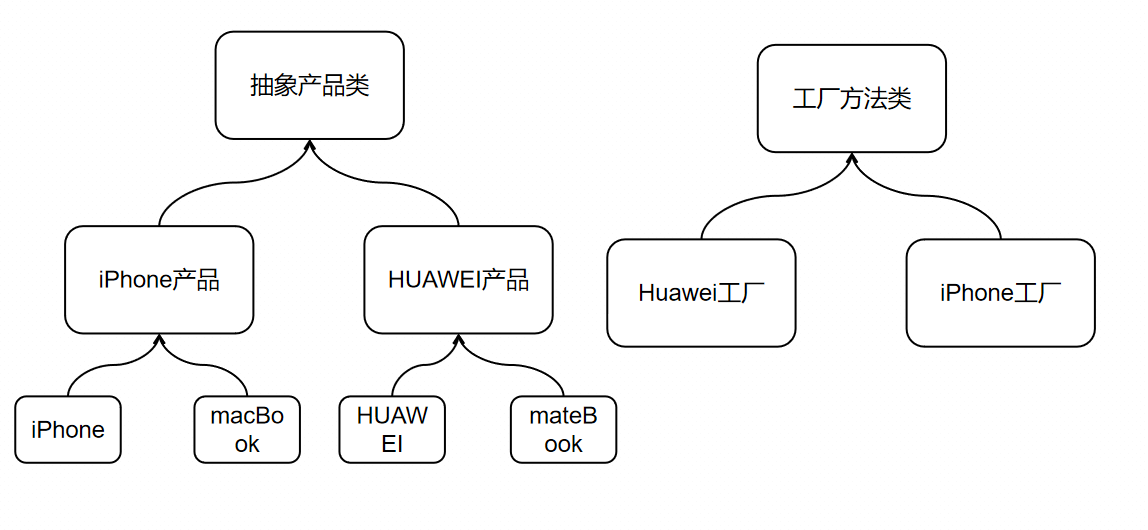 抽象产品类
工厂方法类
iPhone产品
HUAWEI产品
Huawei工厂
iPhone工厂
iPhone
macBo
ok
HUAW
EI
mateB
ook